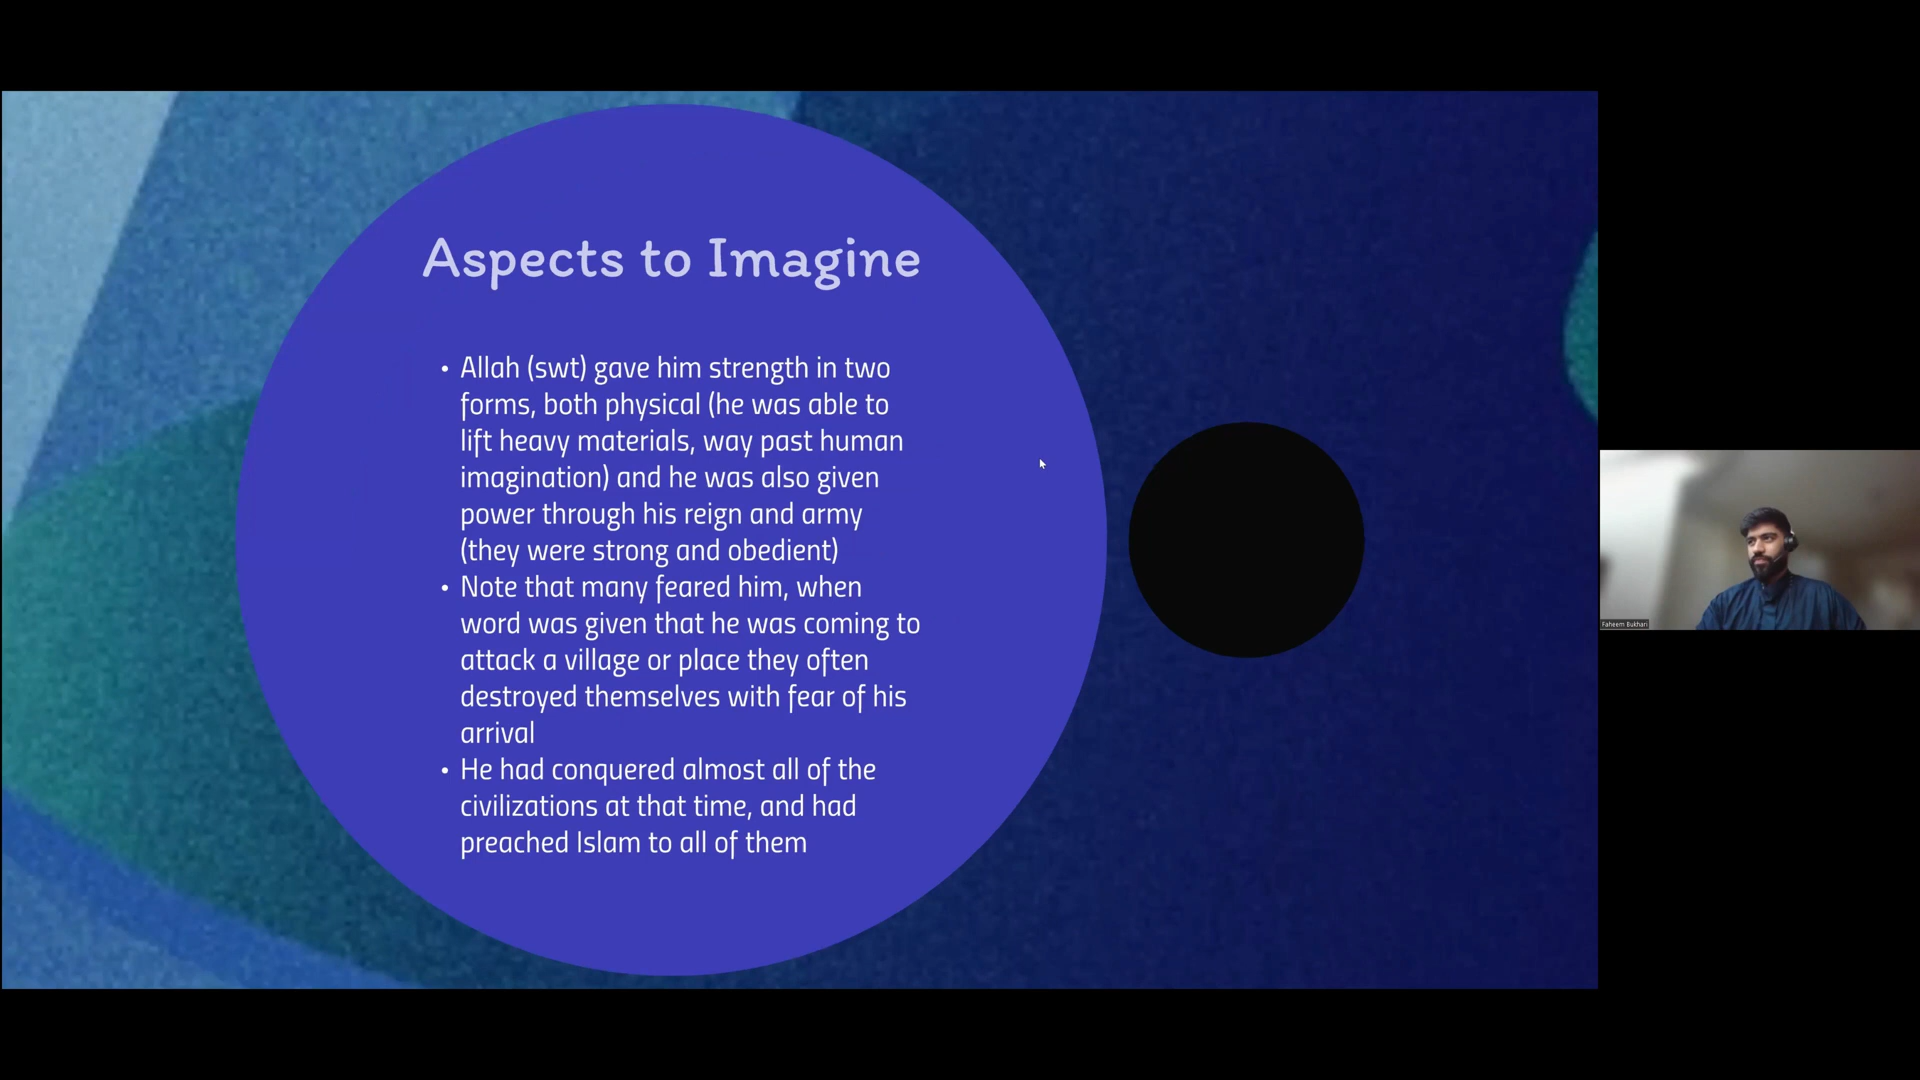 Aspects to Imagine
• Allah (swt) gave him strength in two
forms, both physical (he was able to
lift heavy materials, way past human
imagination) and he was also given
power through his reign and army
(they were strong and obedient)
• Note that many feared him, when
word was given that he was coming to
attack a village or place they often
destroyed themselves with fear of his
arrival
• He had conquered almost all of the
civilizations at that time, and had
preached Islam to all of them
Faheem Bukhari